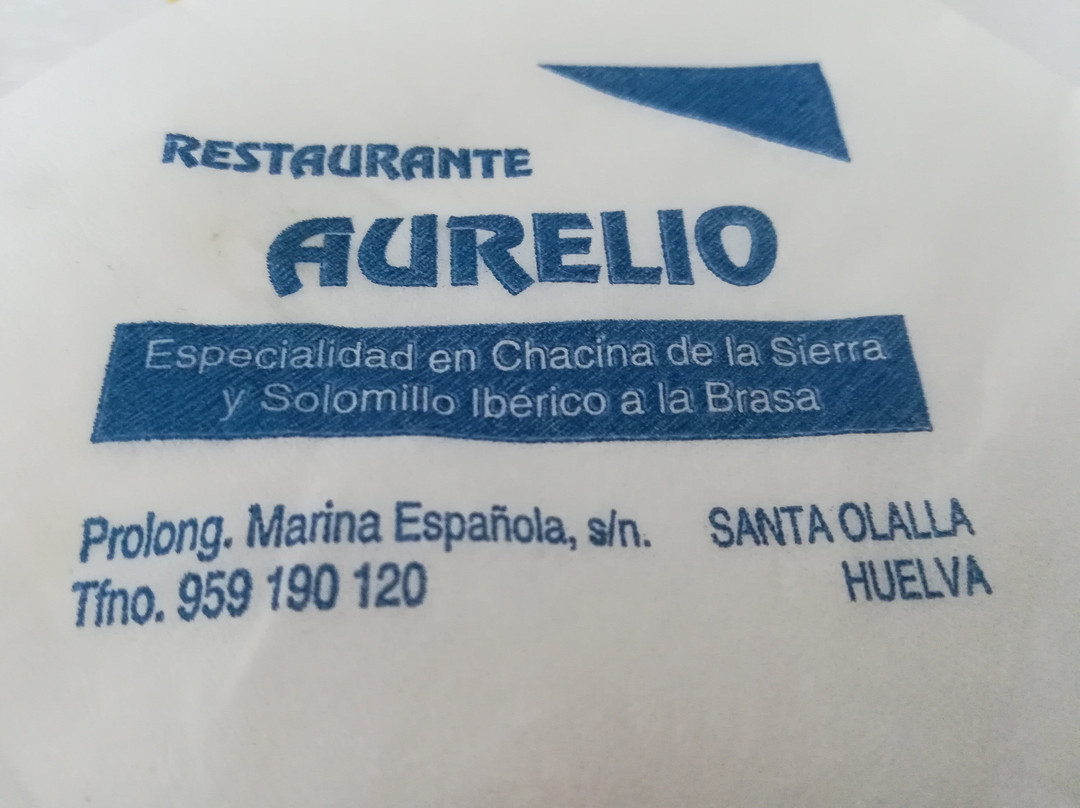 RESTAURANTE
AURELIO
Especialidad en Chacina de la Sierra
y Solomillo Ibérico a la Brasa
Prolong. Marina Española, s/n.
Tfno. 959 190 120
SANTA OLALLA
HUELVA